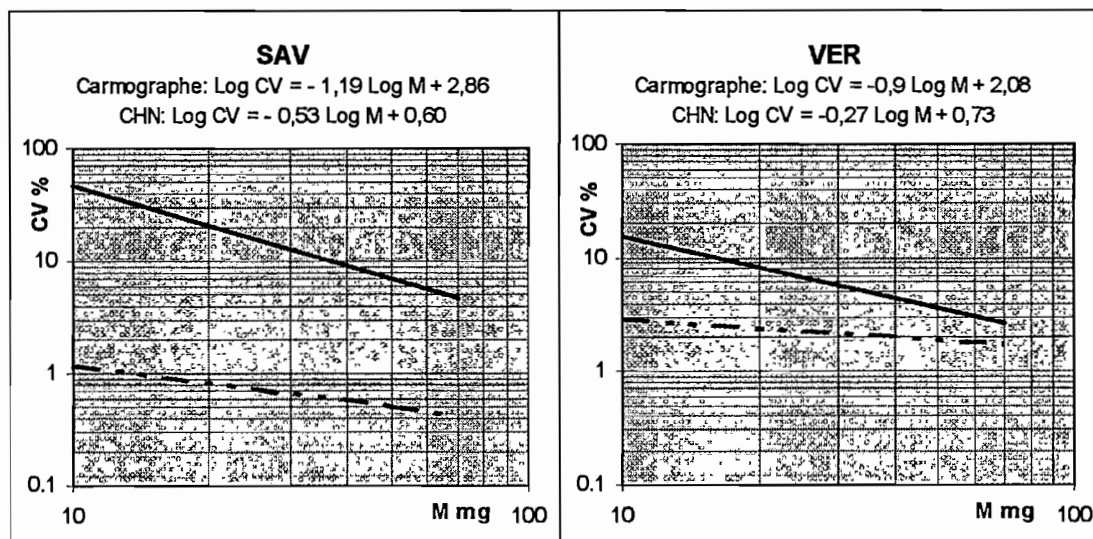 SAV
Carmographe: Log CV = - 1,19 Log M + 2,86
CHN: Log CV = - 0,53 Log M + 0,60
100
10
1
0.1
CV %
10
M mg
100
VER
Carmographe: Log CV = -0,9 Log M + 2,08
CHN: Log CV = -0,27 Log M + 0,73
100
10
1
0.1
CV %
10
M mg
100